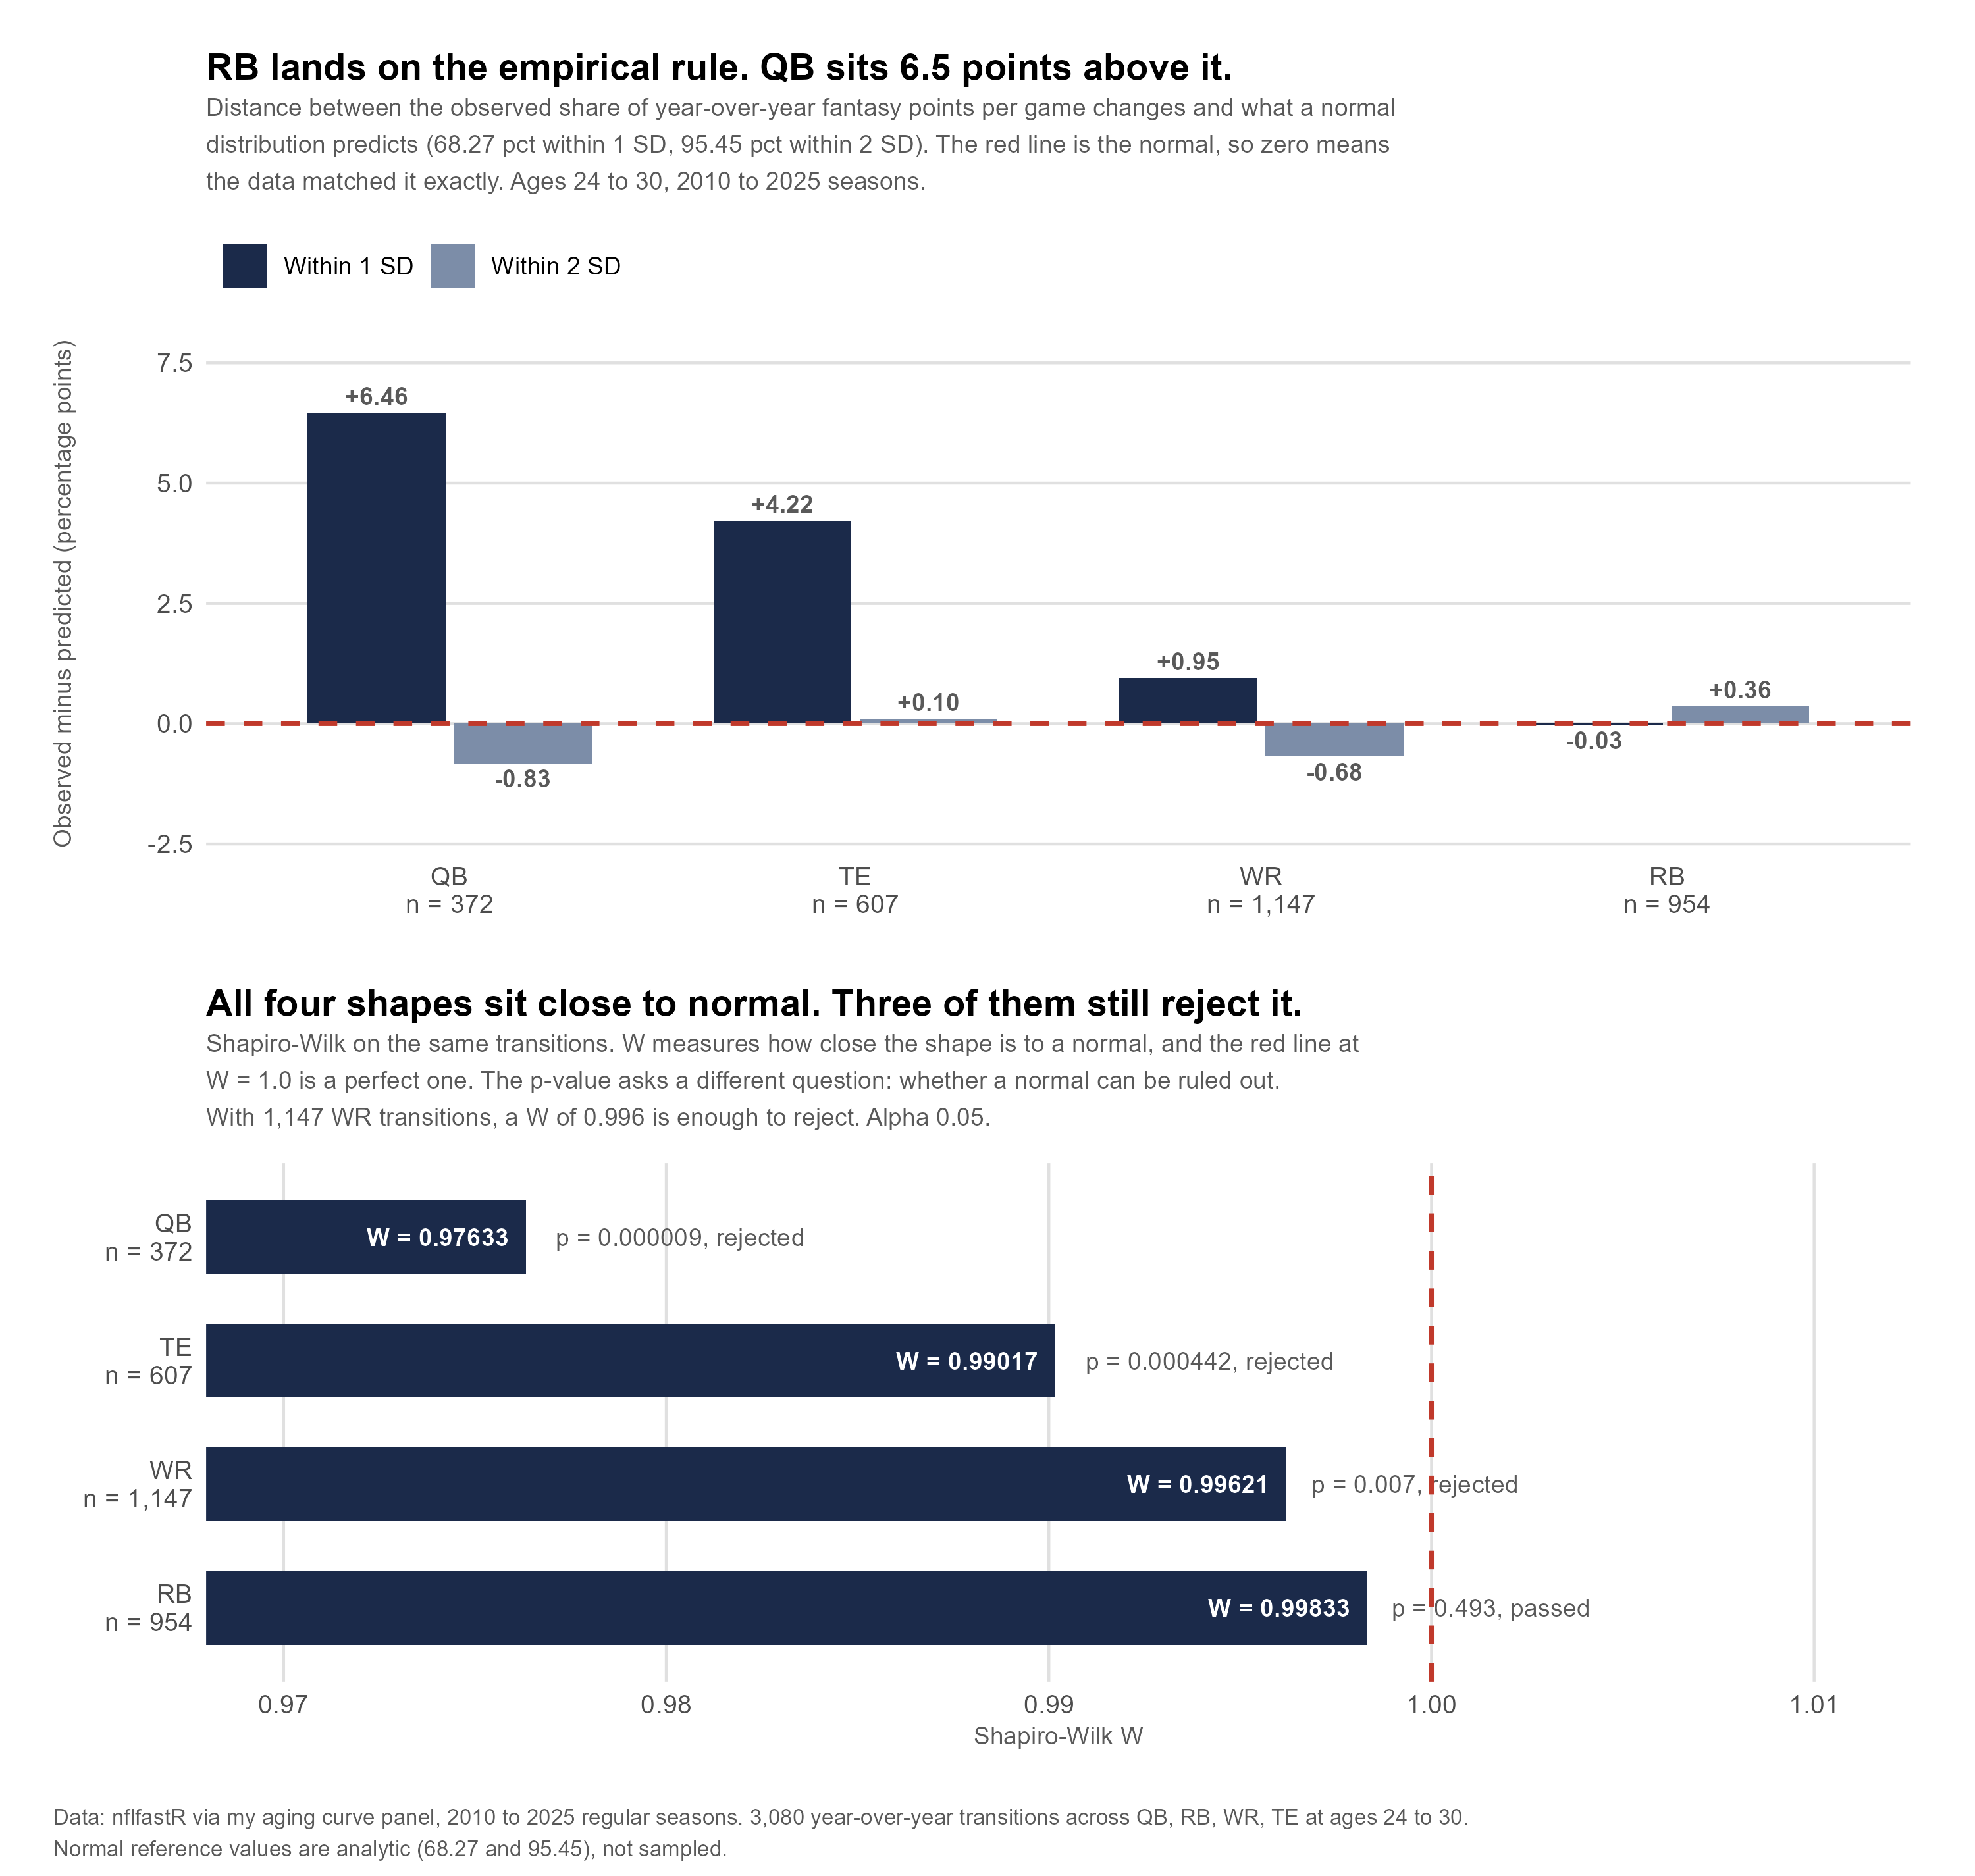 RB lands on the empirical rule. QB sits 6.5 points above it.
Distance between the observed share of year-over-year fantasy points per game changes and what a normal
distribution predicts (68.27 pct within 1 SD, 95.45 pct within 2 SD). The red line is the normal, so zero means
the data matched it exactly. Ages 24 to 30, 2010 to 2025 seasons.
Within 1 SD
Within 2 SD
Observed minus predicted (percentage points)
7.5
5.0
2.5
0.0
-2.5
+6.46
-0.83
+4.22
+0.10
+0.95
-0.68
-0.03
+0.36
QB
n = 372
TE
n = 607
WR
n = 1,147
RB
n = 954
All four shapes sit close to normal. Three of them still reject it.
Shapiro-Wilk on the same transitions. W measures how close the shape is to a normal, and the red line at
W = 1.0 is a perfect one. The p-value asks a different question: whether a normal can be ruled out.
With 1,147 WR transitions, a W of 0.996 is enough to reject. Alpha 0.05.
QB
n = 372
W = 0.97633
p = 0.000009, rejected
TE
n = 607
W = 0.99017
p = 0.000442, rejected
WR
n = 1,147
W = 0.99621
p = 0.007, rejected
RB
n = 954
W = 0.99833
p = 0.493, passed
0.97
0.98
0.99
1.00
1.01
Shapiro-Wilk W
Data: nflfastR via my aging curve panel, 2010 to 2025 regular seasons. 3,080 year-over-year transitions across QB, RB, WR, TE at ages 24 to 30.
Normal reference values are analytic (68.27 and 95.45), not sampled.